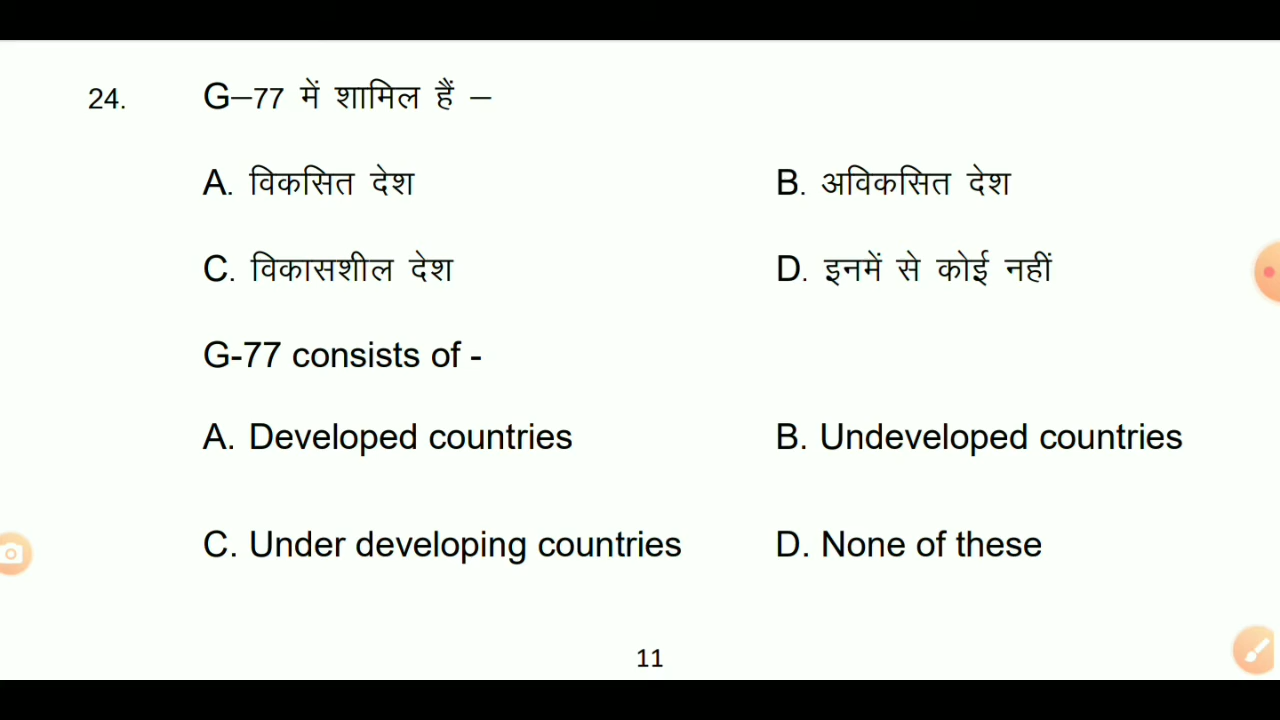 24. G–77 में शामिल हैं –
A. विकसित देश B. अविकसित देश
C. विकासशील देश D. इनमें से कोई नहीं
G-77 consists of -
A. Developed countries B. Undeveloped countries
C. Under developing countries D. None of these
11